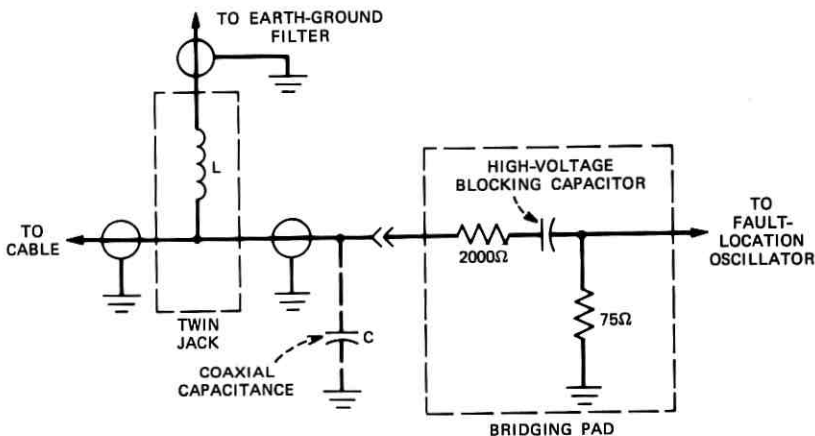 TO EARTH-GROUND
FILTER
L
TO
CABLE
TWIN
JACK
C
COAXIAL
CAPACITANCE
HIGH-VOLTAGE
BLOCKING CAPACITOR
2000Ω
75Ω
TO
FAULT-
LOCATION
OSCILLATOR
BRIDGING PAD